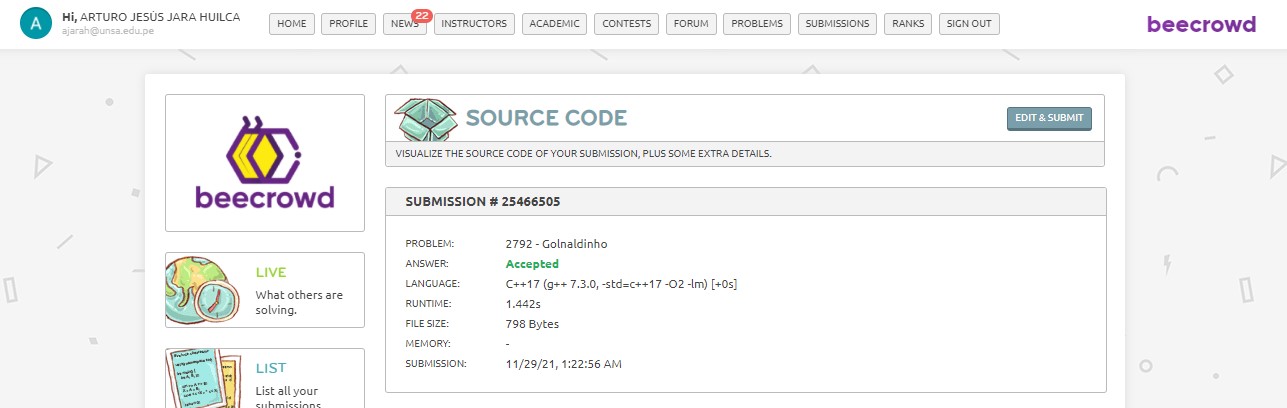 A
Hi, ARTURO JESÚS JARA HUILCA
ajarah@unsa.edu.pe
HOME PROFILE NEWS 22 INSTRUCTORS ACADEMIC CONTESTS FORUM PROBLEMS SUBMISSIONS RANKS SIGN OUT
beecrowd
beecrowd
SOURCE CODE
EDIT & SUBMIT
VISUALIZE THE SOURCE CODE OF YOUR SUBMISSION, PLUS SOME EXTRA DETAILS.
SUBMISSION # 25466505
PROBLEM: 2792 - Golnaldinho
ANSWER: Accepted
LANGUAGE: C++17 (g++ 7.3.0, -std=c++17 -O2 -lm) [+0s]
RUNTIME: 1.442s
FILE SIZE: 798 Bytes
MEMORY: -
SUBMISSION: 11/29/21, 1:22:56 AM
LIVE
What others are
solving.
LIST
List all your
submissions